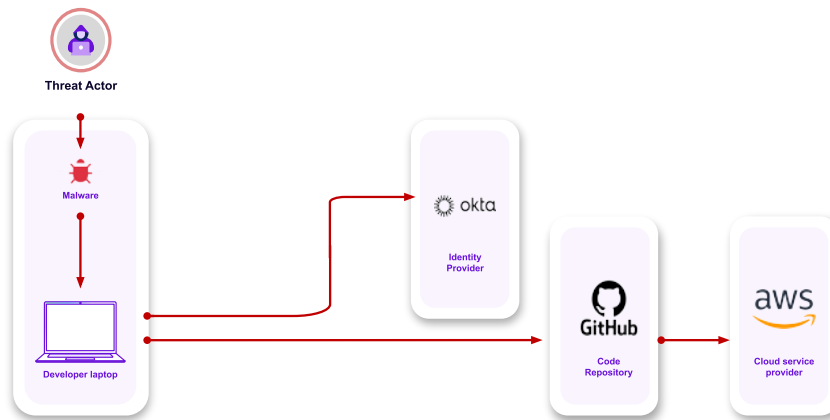 Threat Actor
Malware
Developer laptop
okta
Identity
Provider
GitHub
Code
Repository
aws
Cloud service
provider